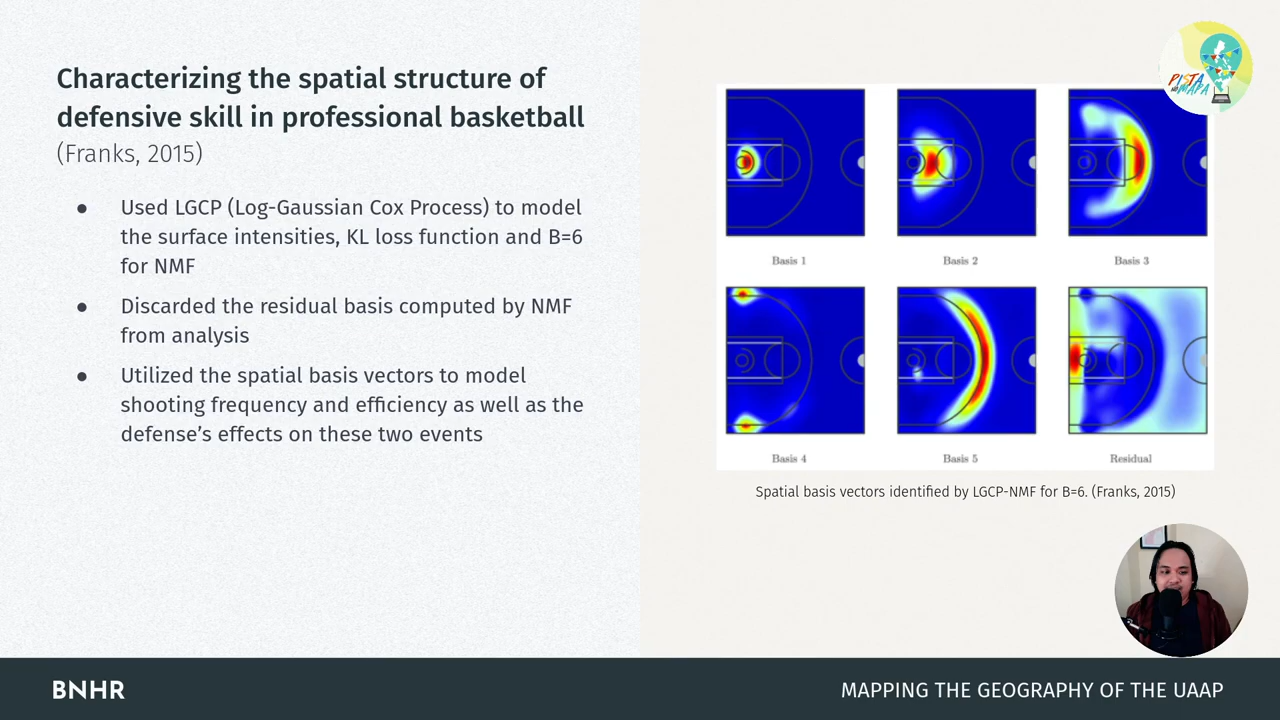 Characterizing the spatial structure of
defensive skill in professional basketball
(Franks, 2015)
● Used LGCP (Log-Gaussian Cox Process) to model
the surface intensities, KL loss function and B=6
for NMF
● Discarded the residual basis computed by NMF
from analysis
● Utilized the spatial basis vectors to model
shooting frequency and efficiency as well as the
defense’s effects on these two events
PISTA
NG
MAPA
Basis 1
Basis 2
Basis 3
Basis 4
Basis 5
Residual
Spatial basis vectors identified by LGCP-NMF for B=6. (Franks, 2015)
BNHR
MAPPING THE GEOGRAPHY OF THE UAAP